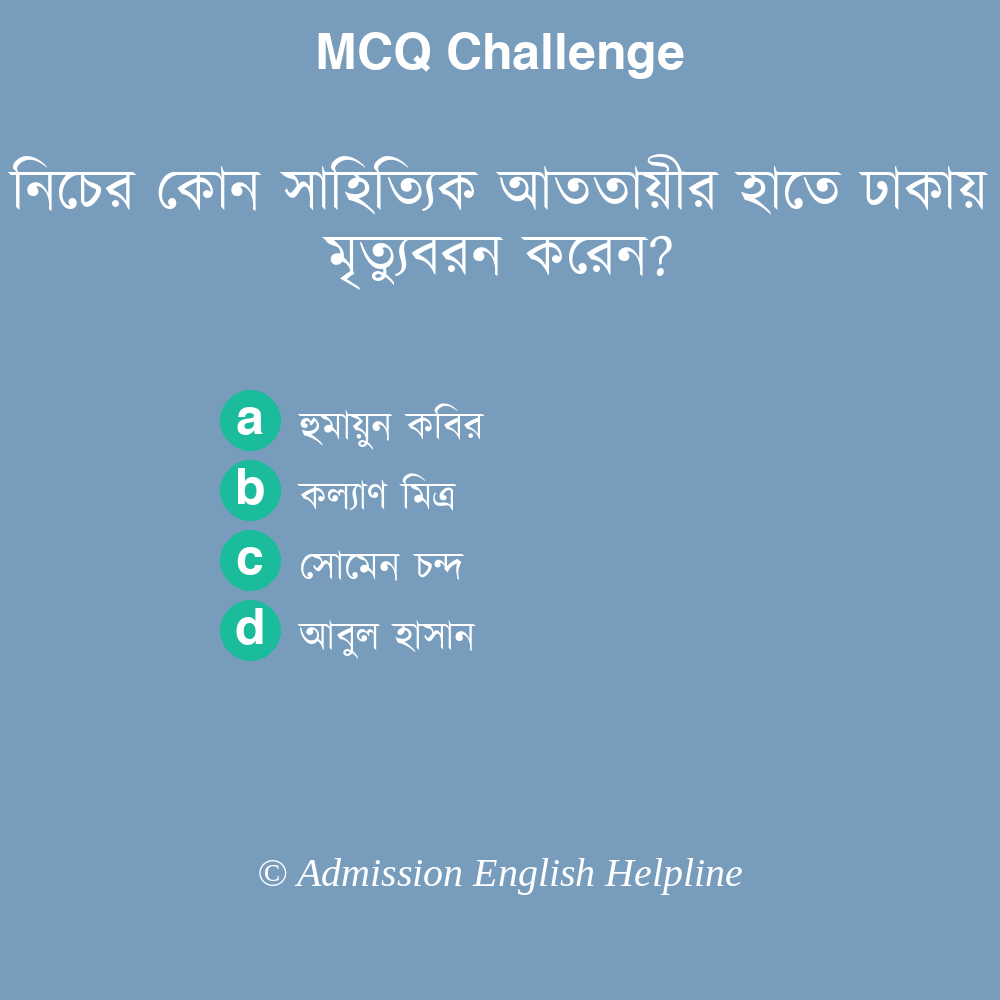 MCQ Challenge
নিচের কোন সাহিত্যিক আততায়ীর হাতে ঢাকায়
মৃত্যুবরন করেন?
a হুমায়ুন কবির
b কল্যাণ মিত্র
c সোমেন চন্দ
d আবুল হাসান
© Admission English Helpline